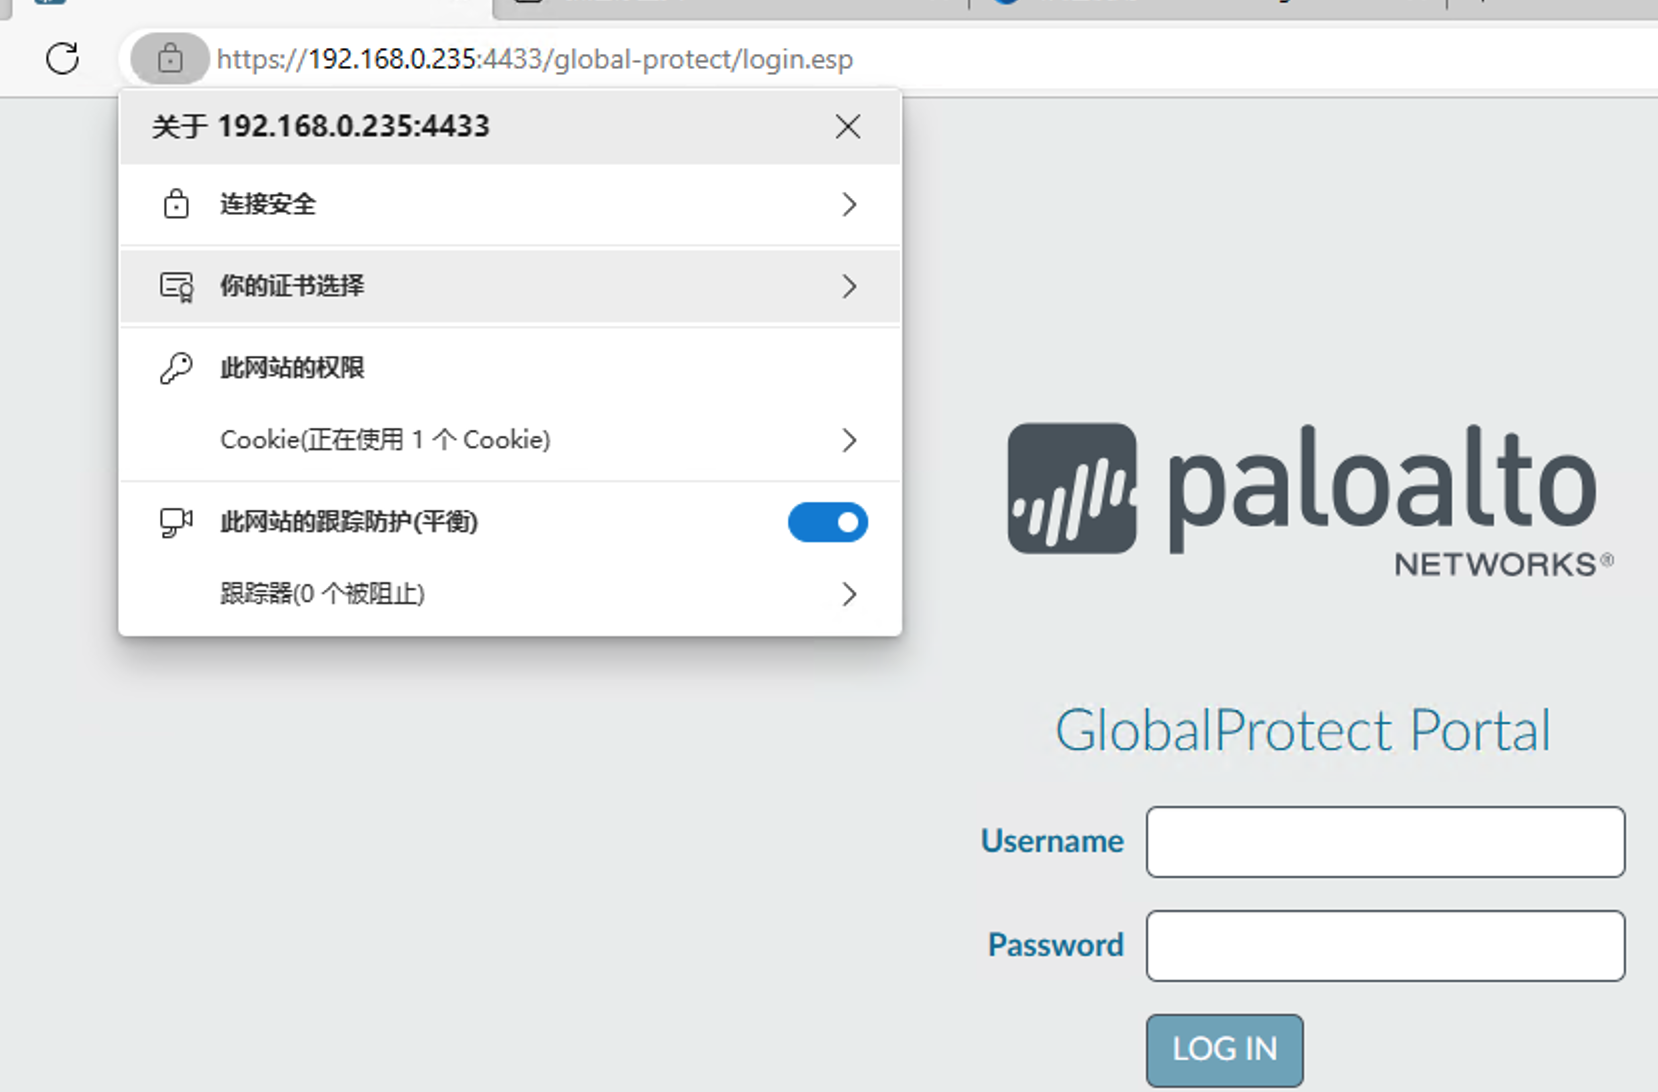 https://192.168.0.235:4433/global-protect/login.esp
关于 192.168.0.235:4433
连接安全
你的证书选择
此网站的权限
Cookie(正在使用 1 个 Cookie)
此网站的跟踪防护(平衡)
跟踪器(0 个被阻止)
paloalto
NETWORKS®
GlobalProtect Portal
Username
Password
LOG IN